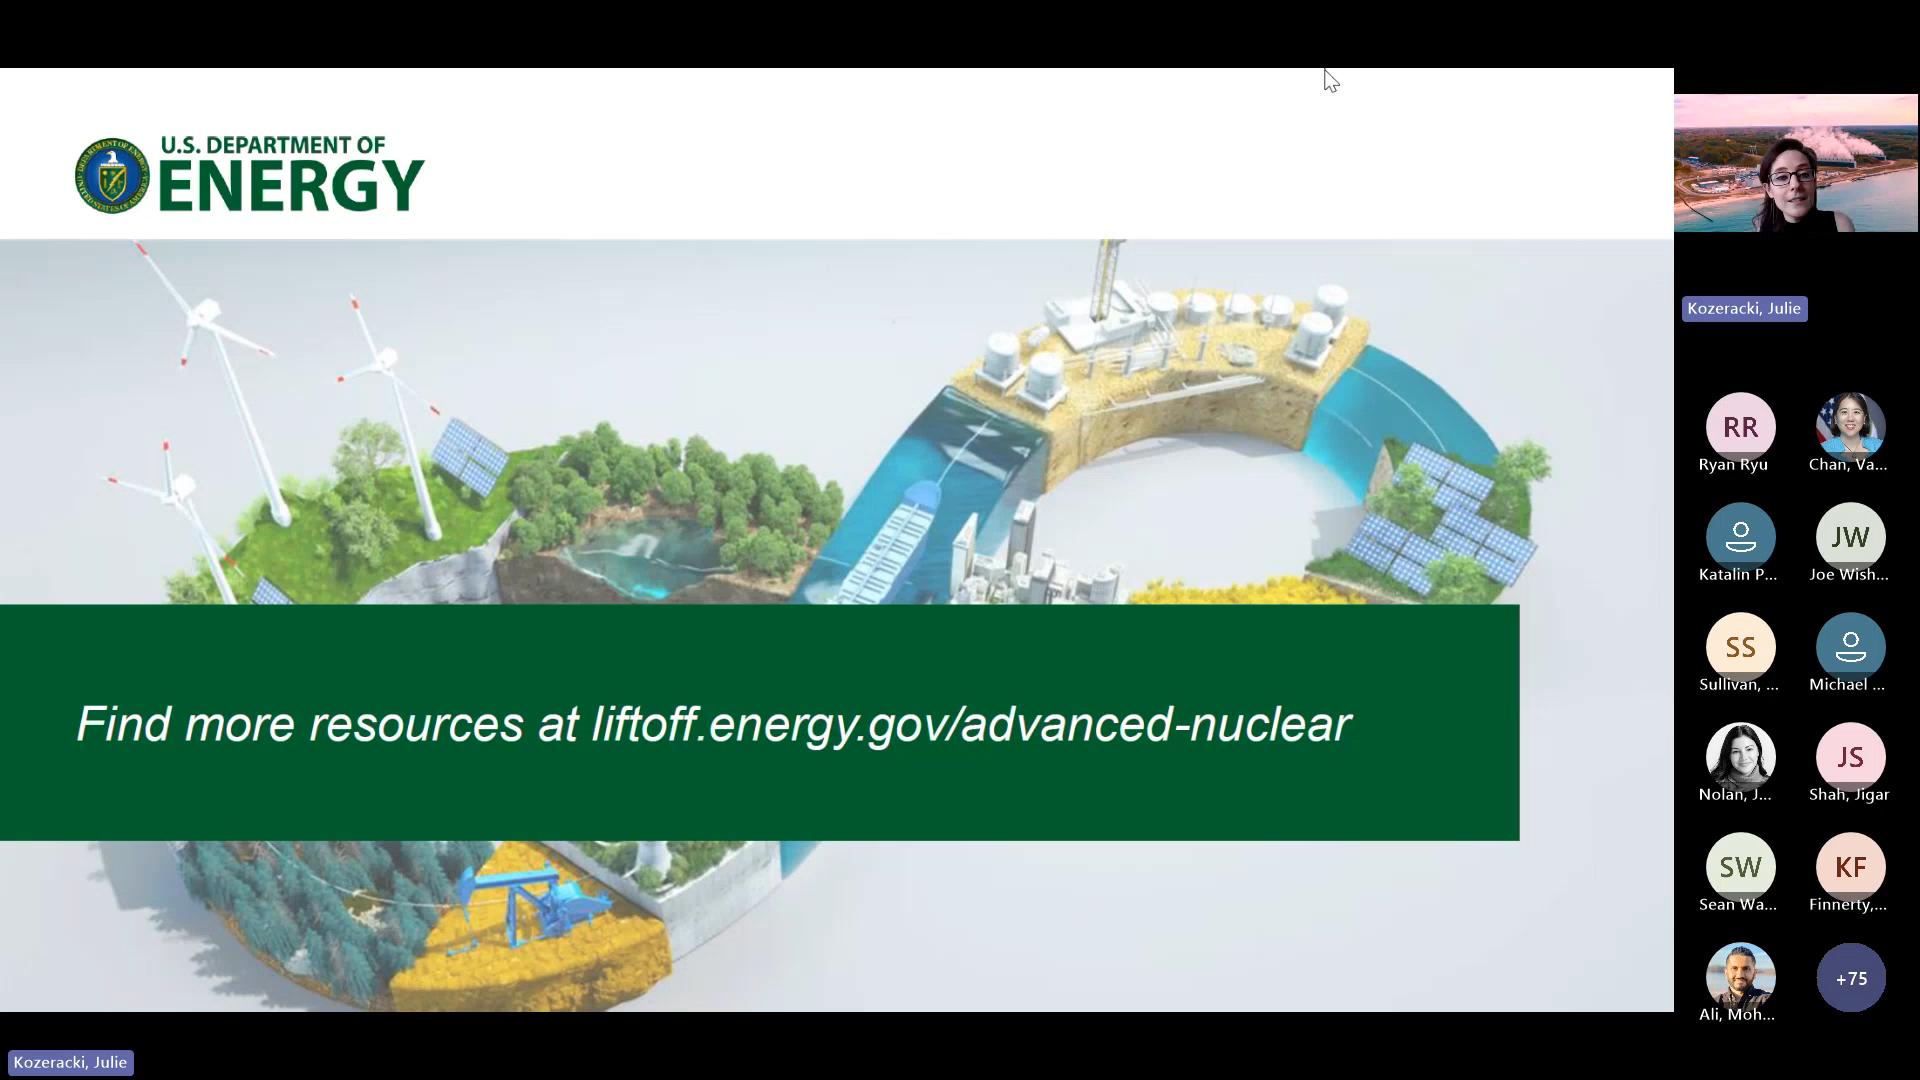 U.S. DEPARTMENT OF
ENERGY
Find more resources at liftoff.energy.gov/advanced-nuclear
Kozeracki, Julie
RR
Ryan Ryu
Chan, Va...
Katalin P...
JW
Joe Wish...
SS
Sullivan, ...
Michael ...
Nolan, J...
JS
Shah, Jigar
SW
Sean Wa...
KF
Finnerty,...
Ali, Moh...
+75
Kozeracki, Julie